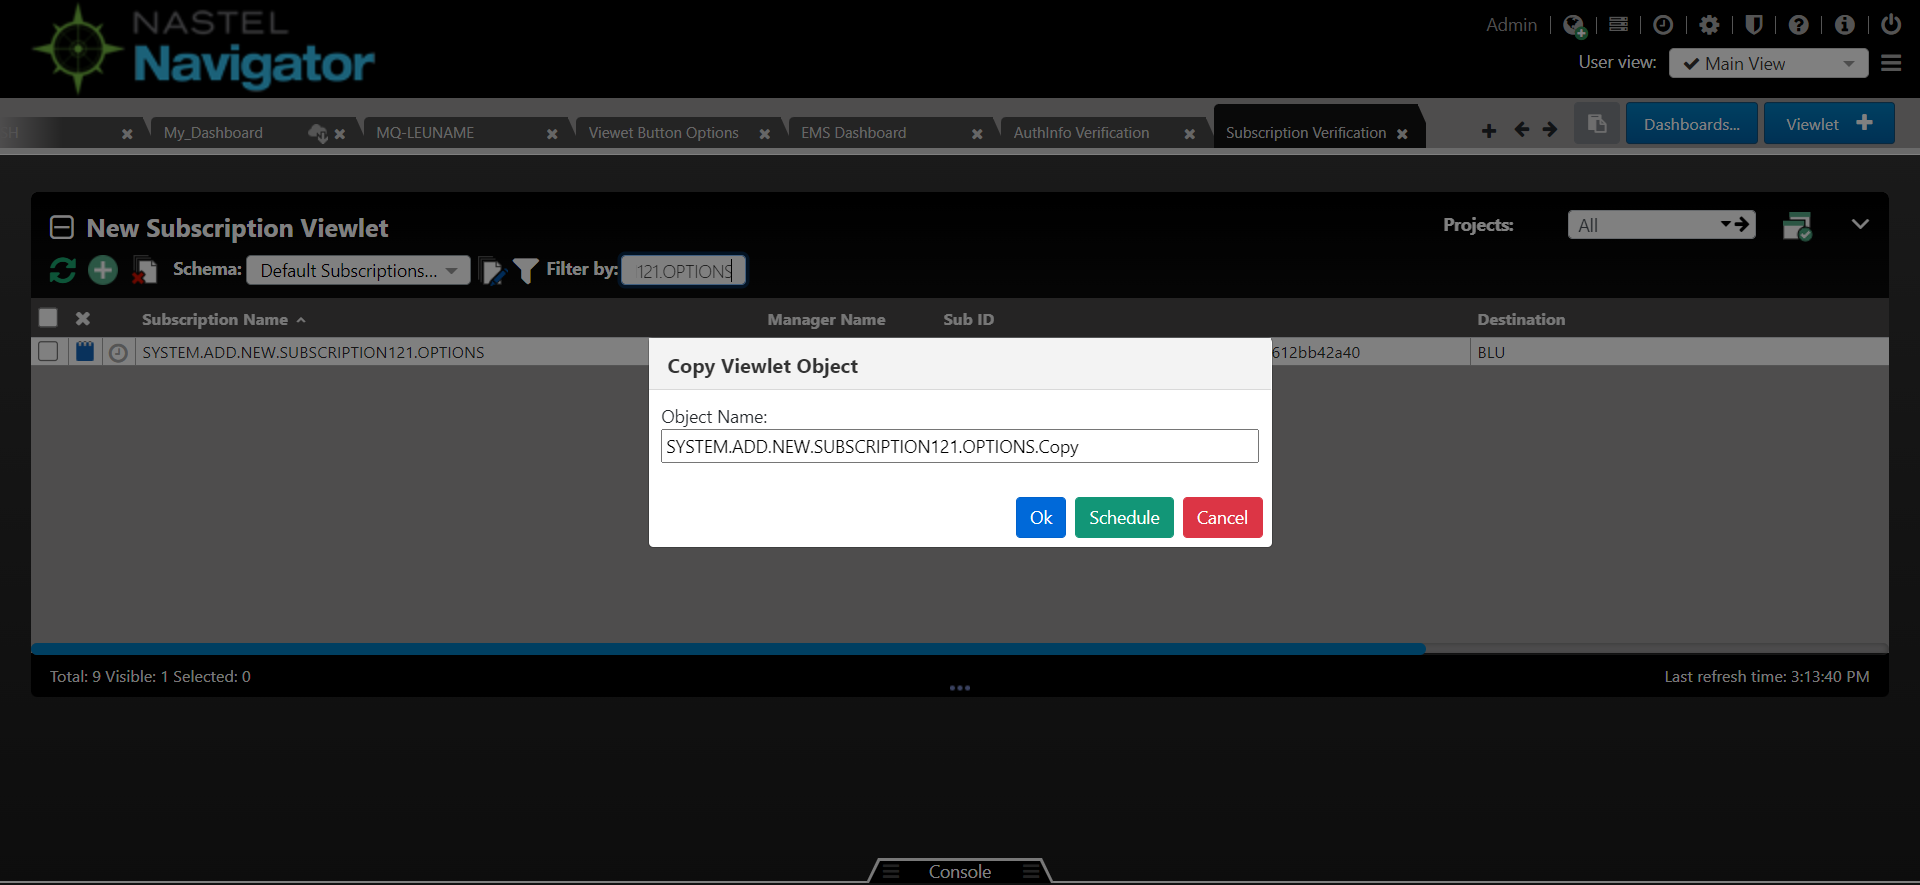 NASTEL
Navigator
Admin
User view: Main View
SH
My_Dashboard
MQ-LEUNAME
Viewet Button Options
EMS Dashboard
AuthInfo Verification
Subscription Verification
Dashboards...
Viewlet
New Subscription Viewlet
Projects: All
Schema: Default Subscriptions... Filter by: 121.OPTIONS
Subscription Name Manager Name Sub ID Destination
SYSTEM.ADD.NEW.SUBSCRIPTION121.OPTIONS 612bb42a40 BLU
Copy Viewlet Object
Object Name:
SYSTEM.ADD.NEW.SUBSCRIPTION121.OPTIONS.Copy
Ok Schedule Cancel
Total: 9 Visible: 1 Selected: 0
Last refresh time: 3:13:40 PM
Console